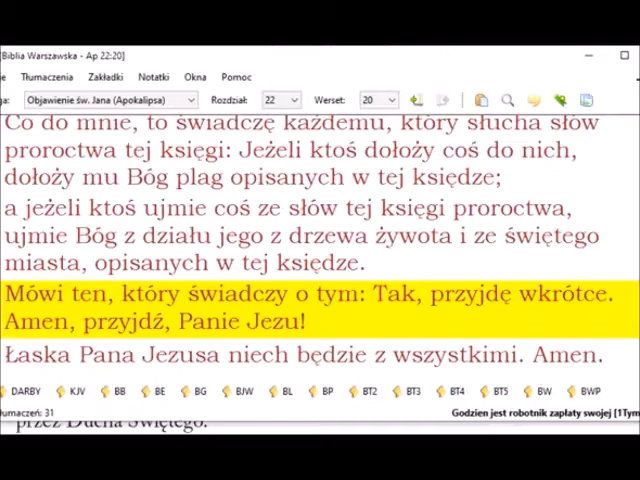 [Biblia Warszawska - Ap 22:20]
Tłumaczenia Zakładki Notatki Okna Pomoc
Objawienie św. Jana (Apokalipsa) Rozdział: 22 Werset: 20
Co do mnie, to świadczę każdemu, który słucha słów
proroctwa tej księgi: Jeżeli ktoś dołoży coś do nich,
dołoży mu Bóg plag opisanych w tej księdze;
a jeżeli ktoś ujmie coś ze słów tej księgi proroctwa,
ujmie Bóg z działu jego z drzewa żywota i ze świętego
miasta, opisanych w tej księdze.
Mówi ten, który świadczy o tym: Tak, przyjdę wkrótce.
Amen, przyjdź, Panie Jezu!
Łaska Pana Jezusa niech będzie z wszystkimi. Amen.
DARBY KJV BB BE BG BJW BL BP BT2 BT3 BT4 BT5 BW BWP
łumaczeń: 31 Godzien jest robotnik zapłaty swojej [1Tym
przez Ducha Świętego.